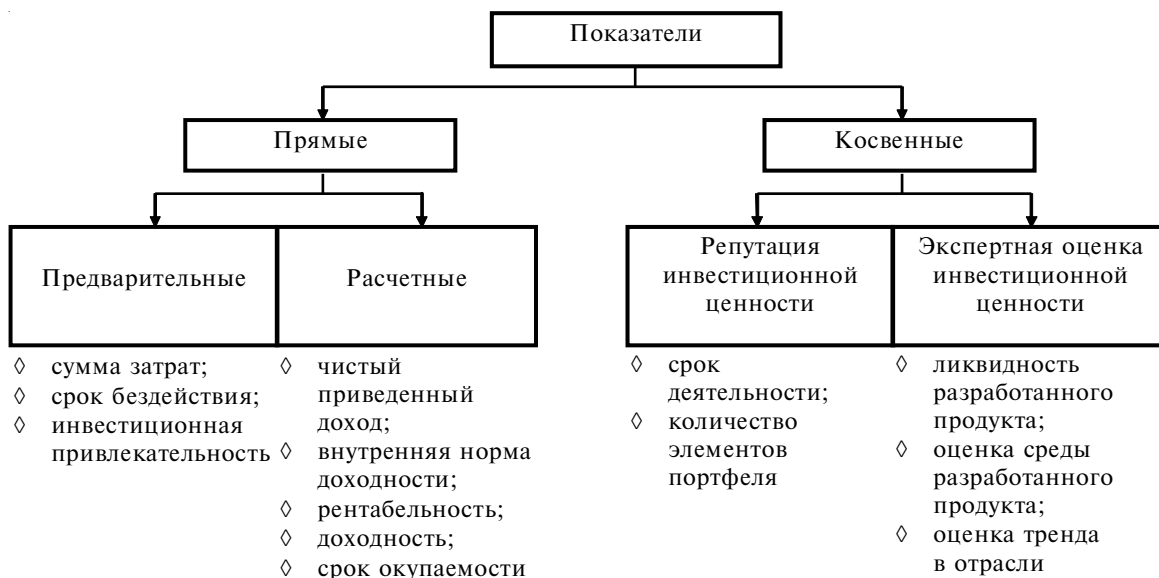 Показатели
Прямые
Косвенные
Предварительные
Расчетные
Репутация
инвестиционной
ценности
Экспертная оценка
инвестиционной
ценности
◊ сумма затрат;
◊ срок бездействия;
◊ инвестиционная
привлекательность
◊ чистый
приведенный
доход;
◊ внутренняя норма
доходности;
◊ рентабельность;
◊ доходность;
◊ срок окупаемости
◊ срок
деятельности;
◊ количество
элементов
портфеля
◊ ликвидность
разработанного
продукта;
◊ оценка среды
разработанного
продукта;
◊ оценка тренда
в отрасли